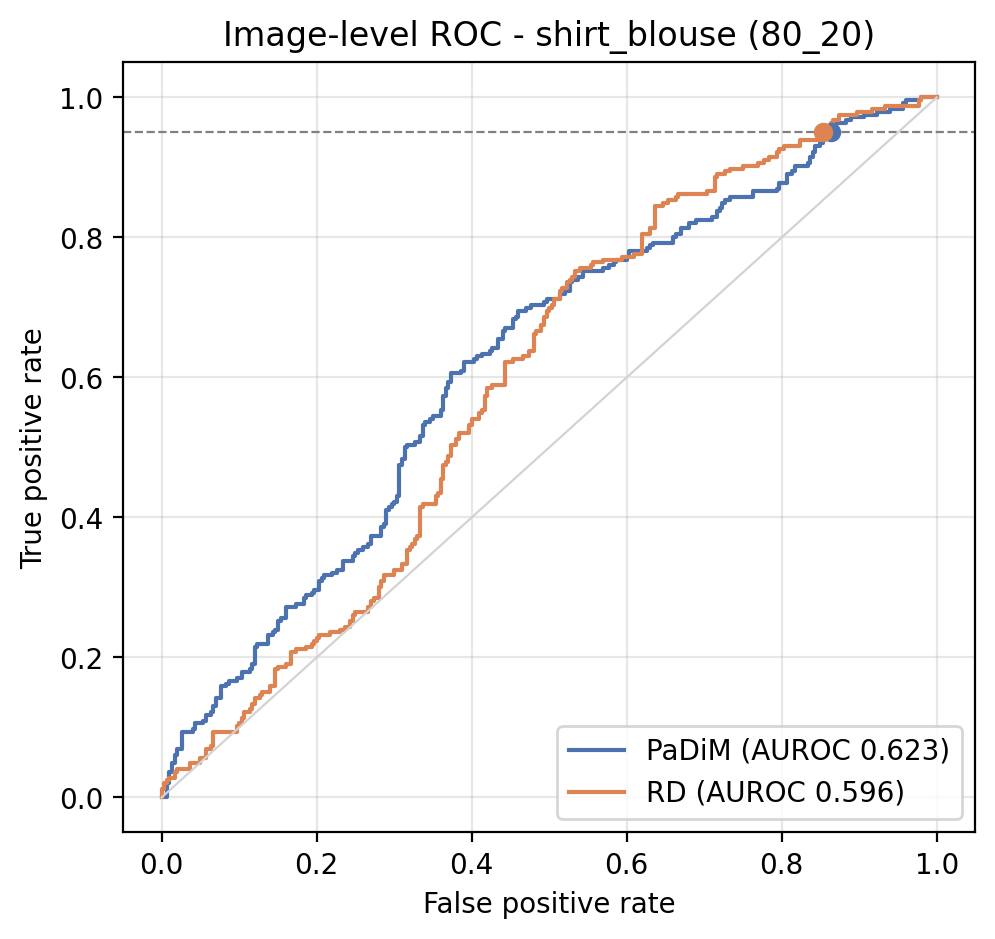 Image-level ROC - shirt_blouse (80_20)
1.0
0.8
0.6
0.4
0.2
0.0
True positive rate
PaDiM (AUROC 0.623)
RD (AUROC 0.596)
0.0 0.2 0.4 0.6 0.8 1.0
False positive rate